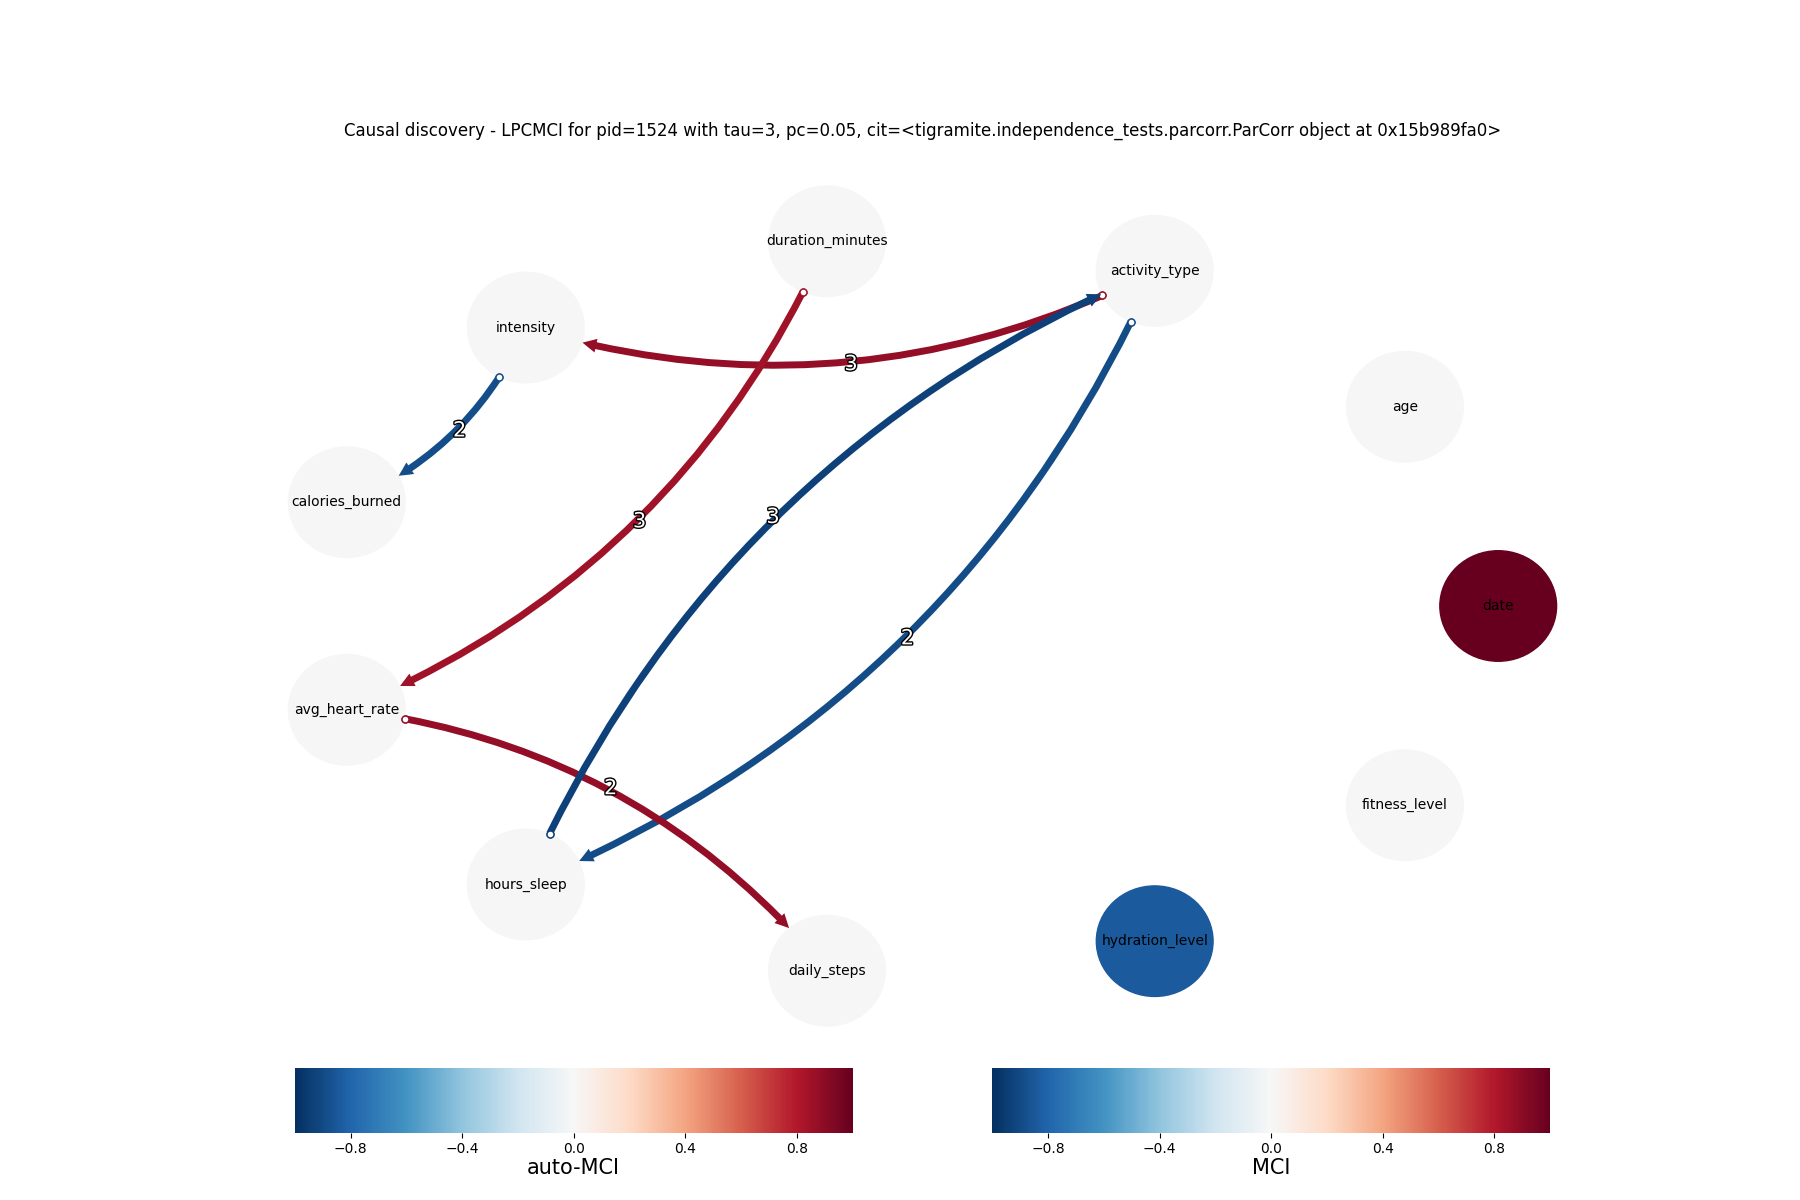 Causal discovery - LPCMCI for pid=1524 with tau=3, pc=0.05, cit=<tigramite.independence_tests.parcorr.ParCorr object at 0x15b989fa0>
duration_minutes
activity_type
intensity
3
age
2
calories_burned
3
3
date
2
avg_heart_rate
2
fitness_level
hours_sleep
hydration_level
daily_steps
−0.8 −0.4 0.0 0.4 0.8
auto-MCI
−0.8 −0.4 0.0 0.4 0.8
MCI